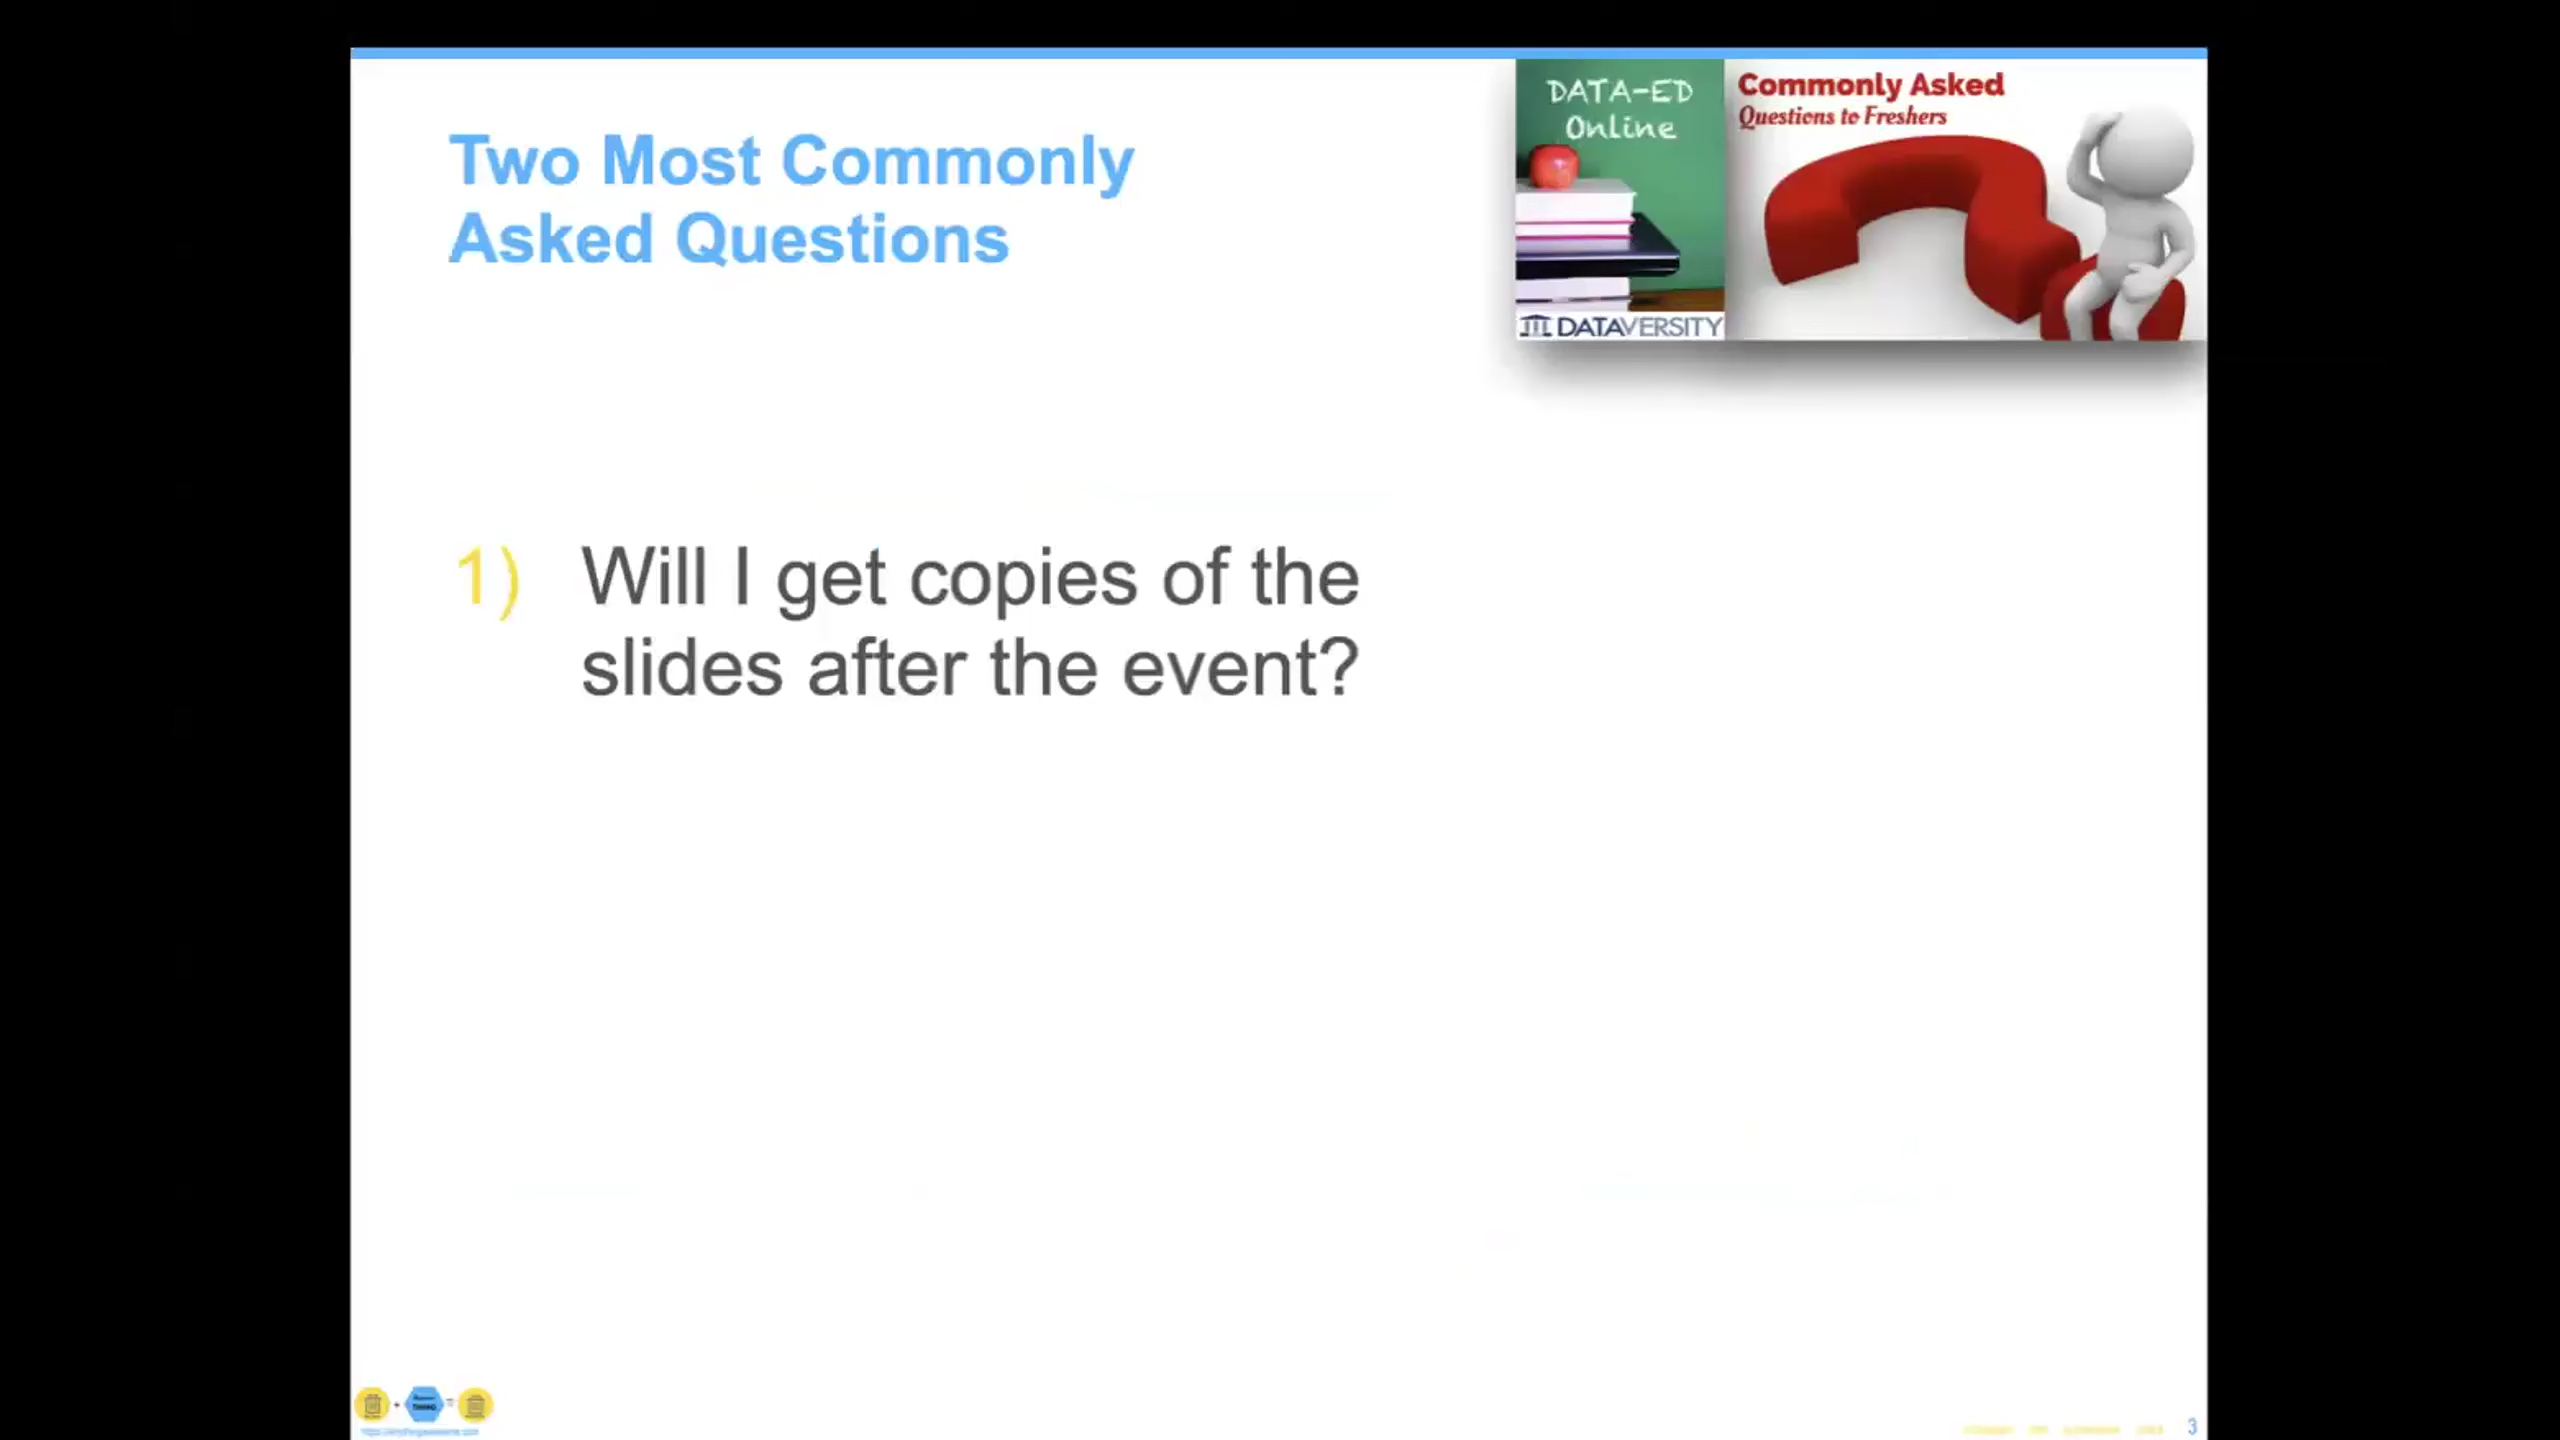 Two Most Commonly
Asked Questions
DATA-ED
Online
DATAVERSITY
Commonly Asked
Questions to Freshers
1) Will I get copies of the
slides after the event?
3